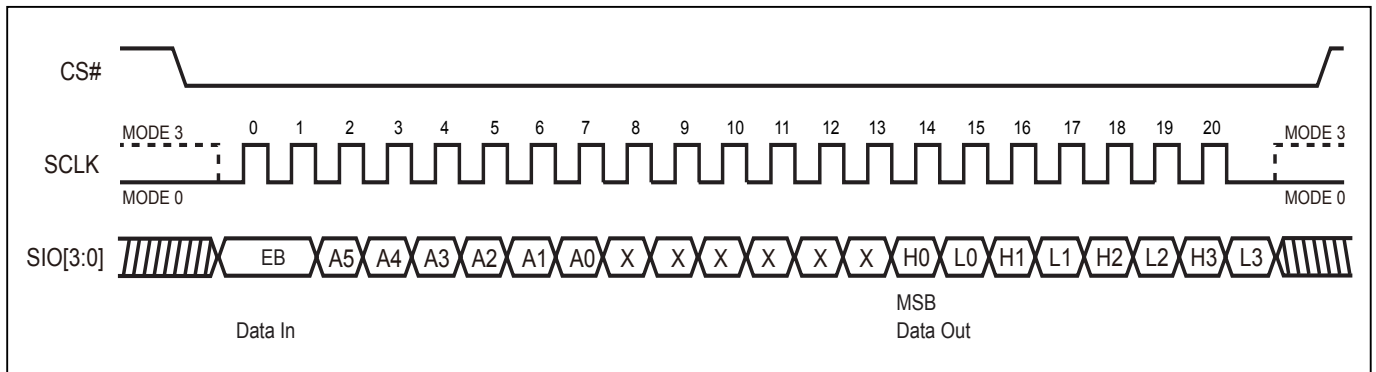 CS#
MODE 3 0 1 2 3 4 5 6 7 8 9 10 11 12 13 14 15 16 17 18 19 20 MODE 3
SCLK
MODE 0 MODE 0
SIO[3:0] EB A5 A4 A3 A2 A1 A0 X X X X X X H0 L0 H1 L1 H2 L2 H3 L3
MSB
Data In Data Out